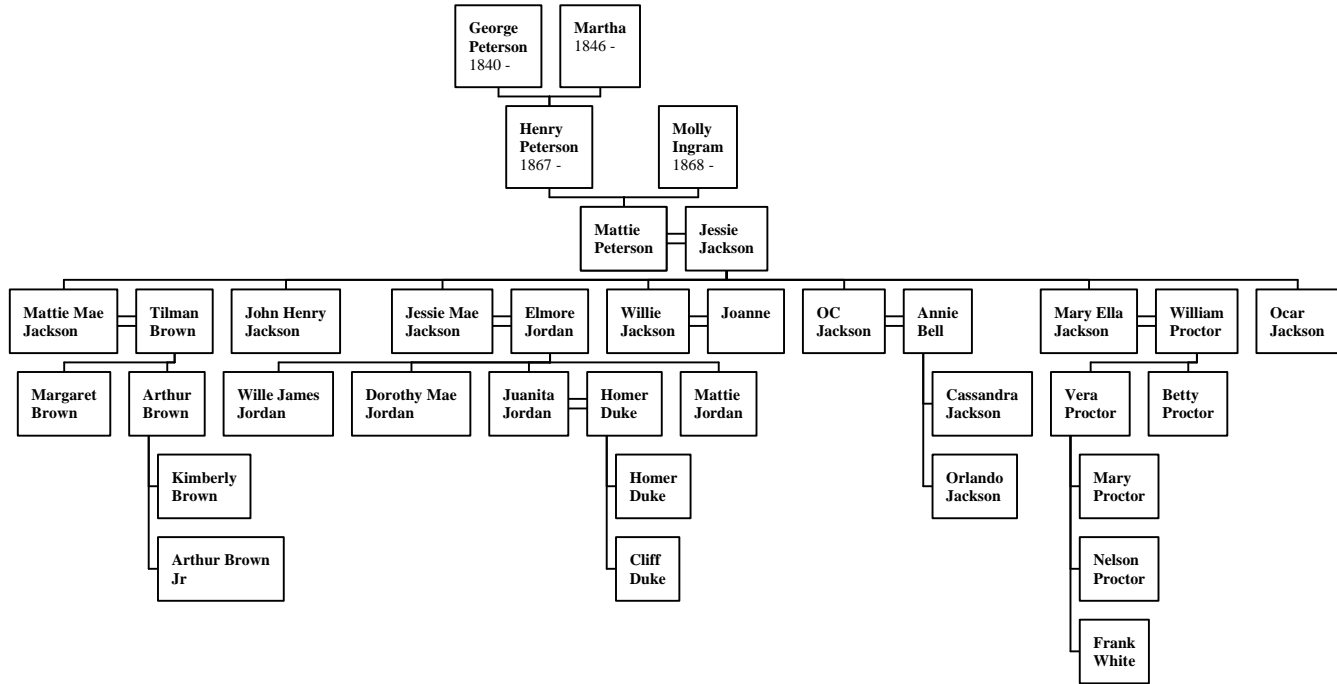 George
Peterson
1840 -
Martha
1846 -
Henry
Peterson
1867 -
Molly
Ingram
1868 -
Mattie
Peterson
Jessie
Jackson
Mattie Mae
Jackson
Tilman
Brown
John Henry
Jackson
Jessie Mae
Jackson
Elmore
Jordan
Willie
Jackson
Joanne
OC
Jackson
Annie
Bell
Mary Ella
Jackson
William
Proctor
Ocar
Jackson
Margaret
Brown
Arthur
Brown
Wille James
Jordan
Dorothy Mae
Jordan
Juanita
Jordan
Homer
Duke
Mattie
Jordan
Cassandra
Jackson
Vera
Proctor
Betty
Proctor
Kimberly
Brown
Homer
Duke
Orlando
Jackson
Mary
Proctor
Arthur Brown
Jr
Cliff
Duke
Nelson
Proctor
Frank
White